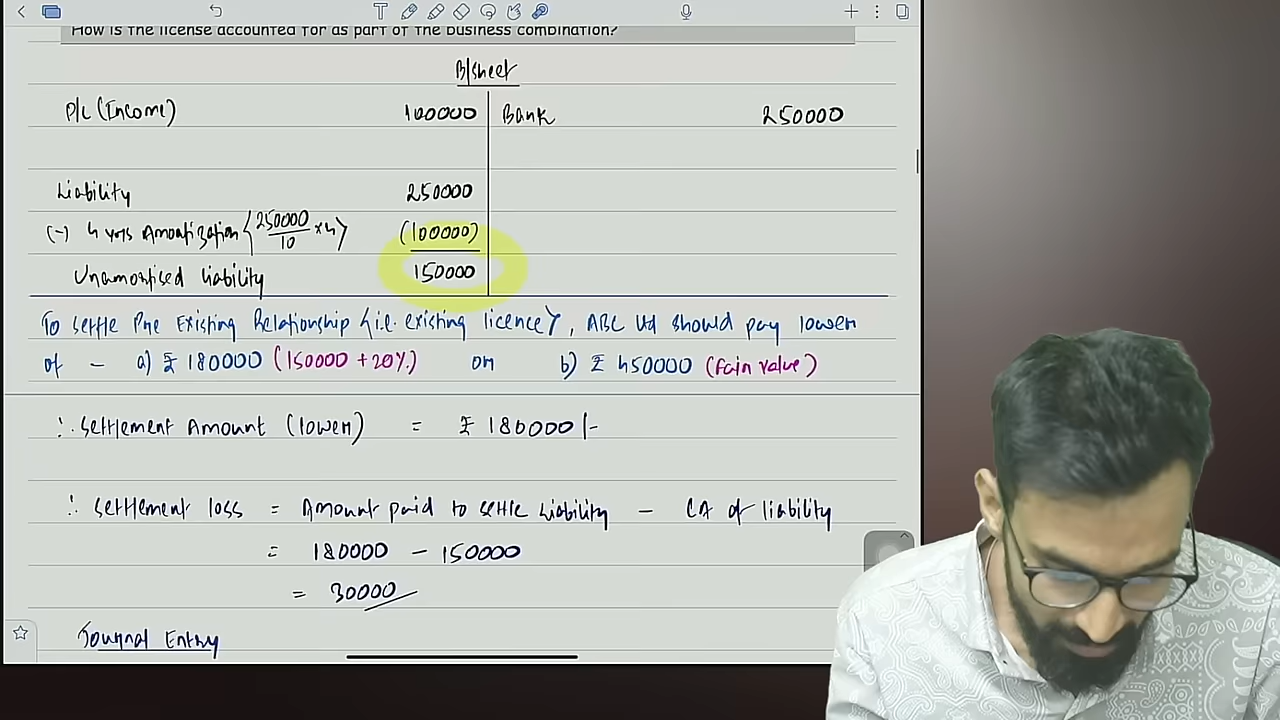 How is the license accounted for as part of the business combination?
B/sheet
P/L (Income) 100000 Bank 250000
Liability 250000
(-) 4 yrs Amortization {250000/10 x 4} (100000)
Unamortised liability 150000
To settle Pre Existing Relationship {i.e. existing licence}, ABC Ltd should pay lower
of - a) ₹ 180000 (150000 + 20%) or b) ₹ 450000 (Fair value)
∴ Settlement Amount (lower) = ₹ 180000/-
∴ Settlement loss = Amount paid to settle liability - CA of liability
= 180000 - 150000
= 30000
Journal Entry